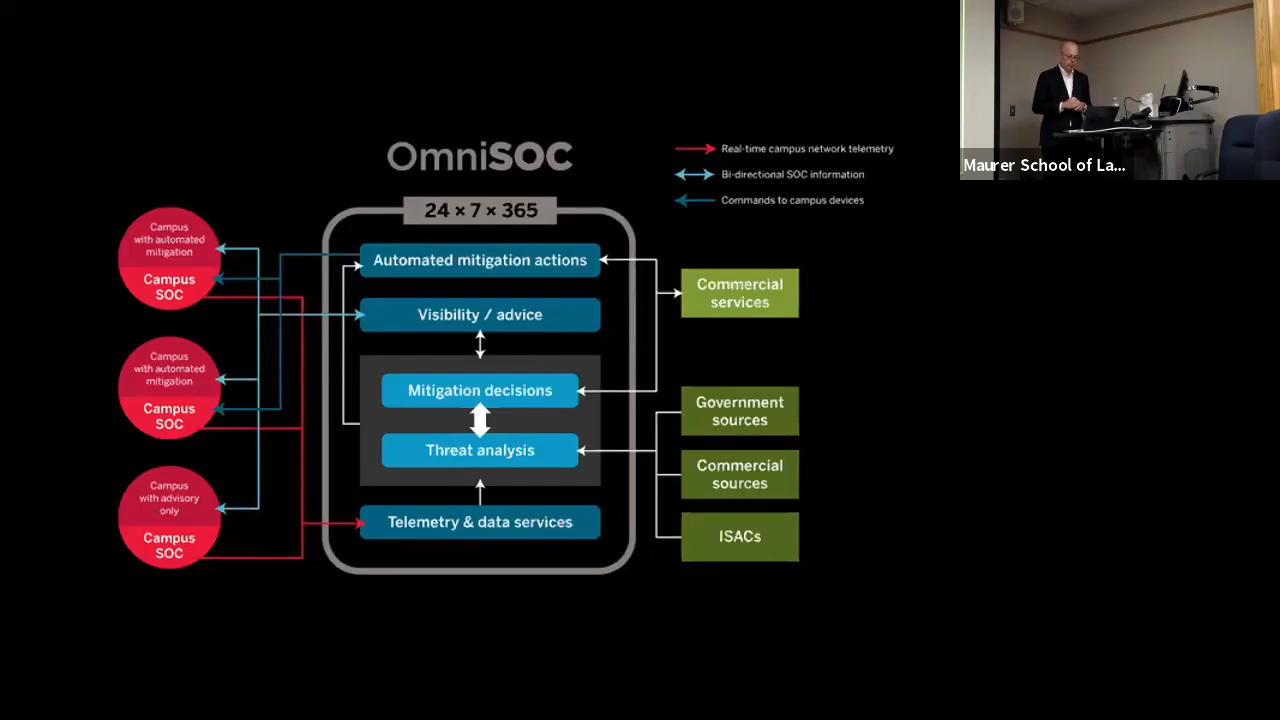 OmniSOC
24 × 7 × 365
Real-time campus network telemetry
Bi-directional SOC information
Commands to campus devices
Campus
with automated
mitigation
Campus
SOC
Campus
with automated
mitigation
Campus
SOC
Campus
with advisory
only
Campus
SOC
Automated mitigation actions
Visibility / advice
Mitigation decisions
Threat analysis
Telemetry & data services
Commercial
services
Government
sources
Commercial
sources
ISACs
Maurer School of La...